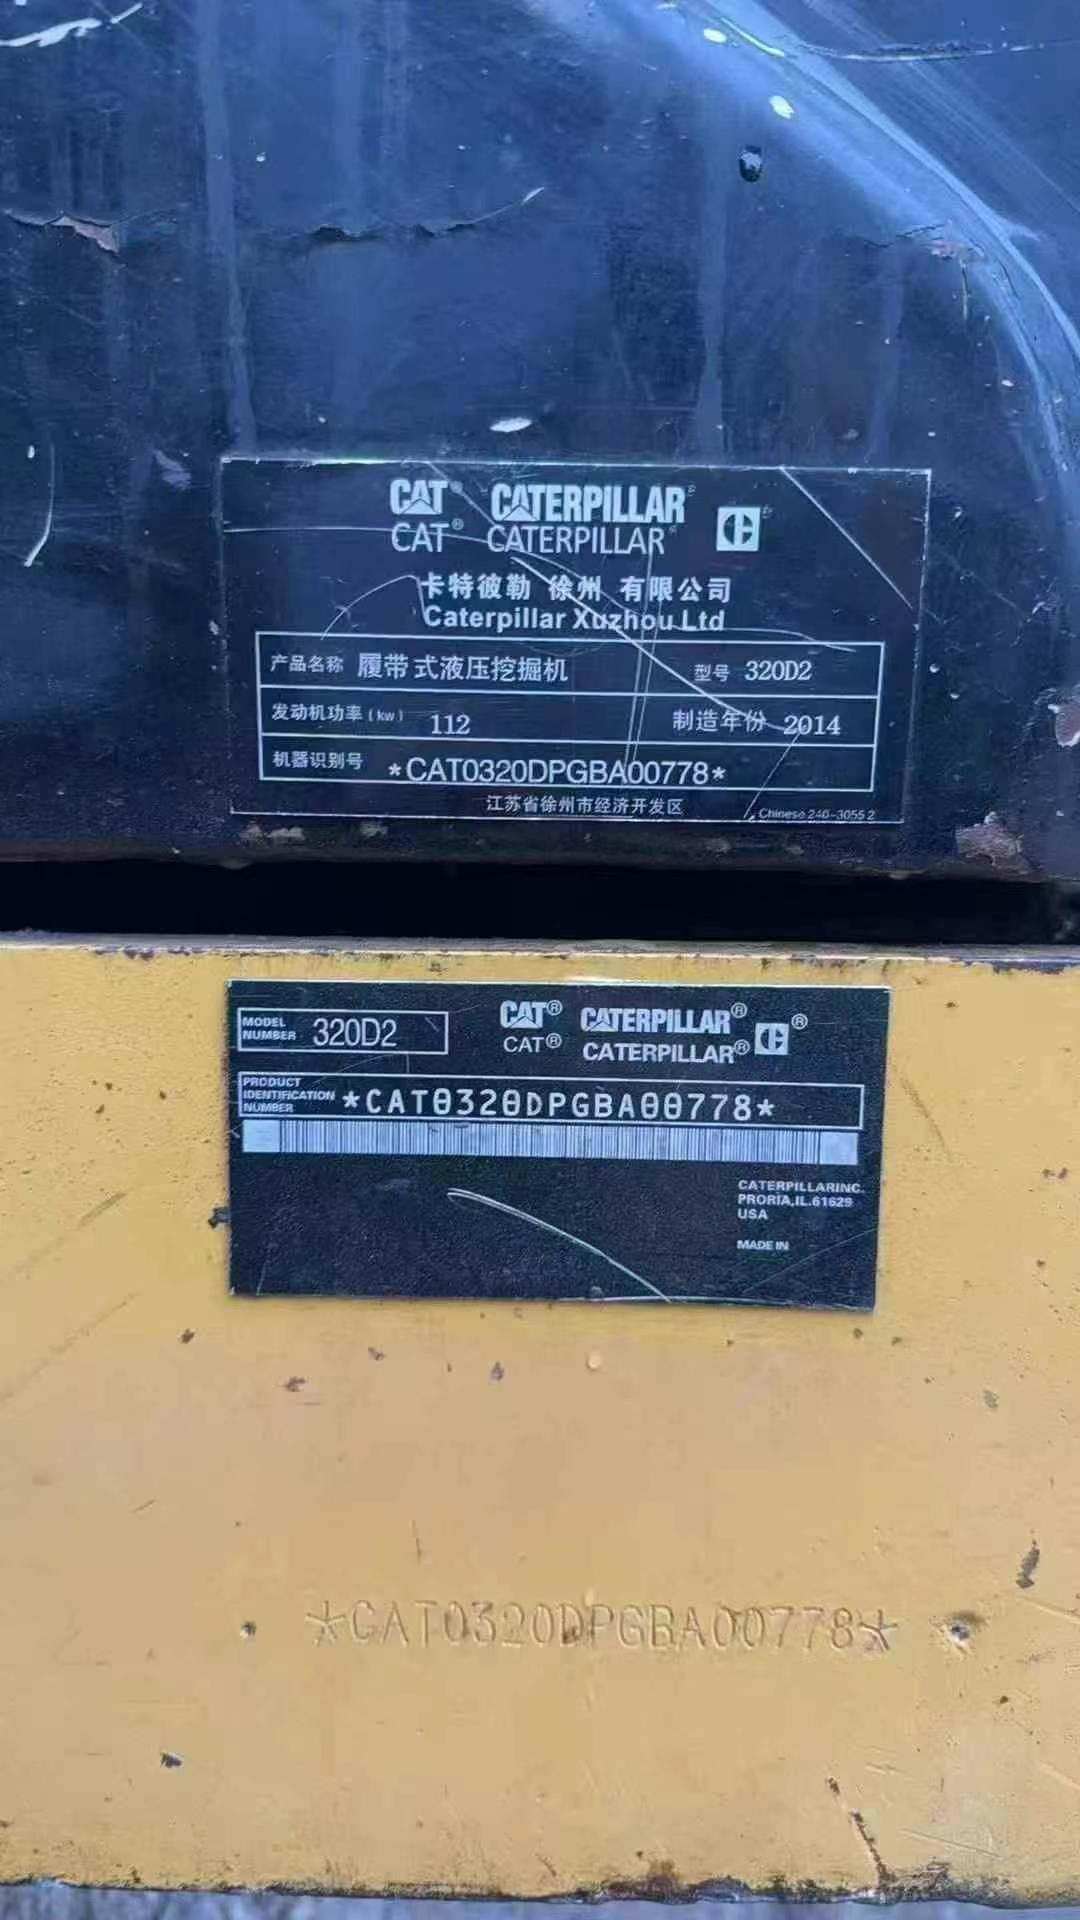 CAT® CATERPILLAR®
CAT® CATERPILLAR®
卡特彼勒 徐州 有限公司
Caterpillar Xuzhou Ltd
产品名称 履带式液压挖掘机 型号 320D2
发动机功率(kw) 112 制造年份 2014
机器识别号 *CAT0320DPGBA00778*
江苏省徐州市经济开发区
Chinese 240-3055 2
MODEL NUMBER 320D2
CAT® CATERPILLAR®
CAT® CATERPILLAR®
PRODUCT
IDENTIFICATION
NUMBER *CAT0320DPGBA00778*
CATERPILLARINC.
PRORIA,IL.61629
USA
MADE IN
*CAT0320DPGBA00778*